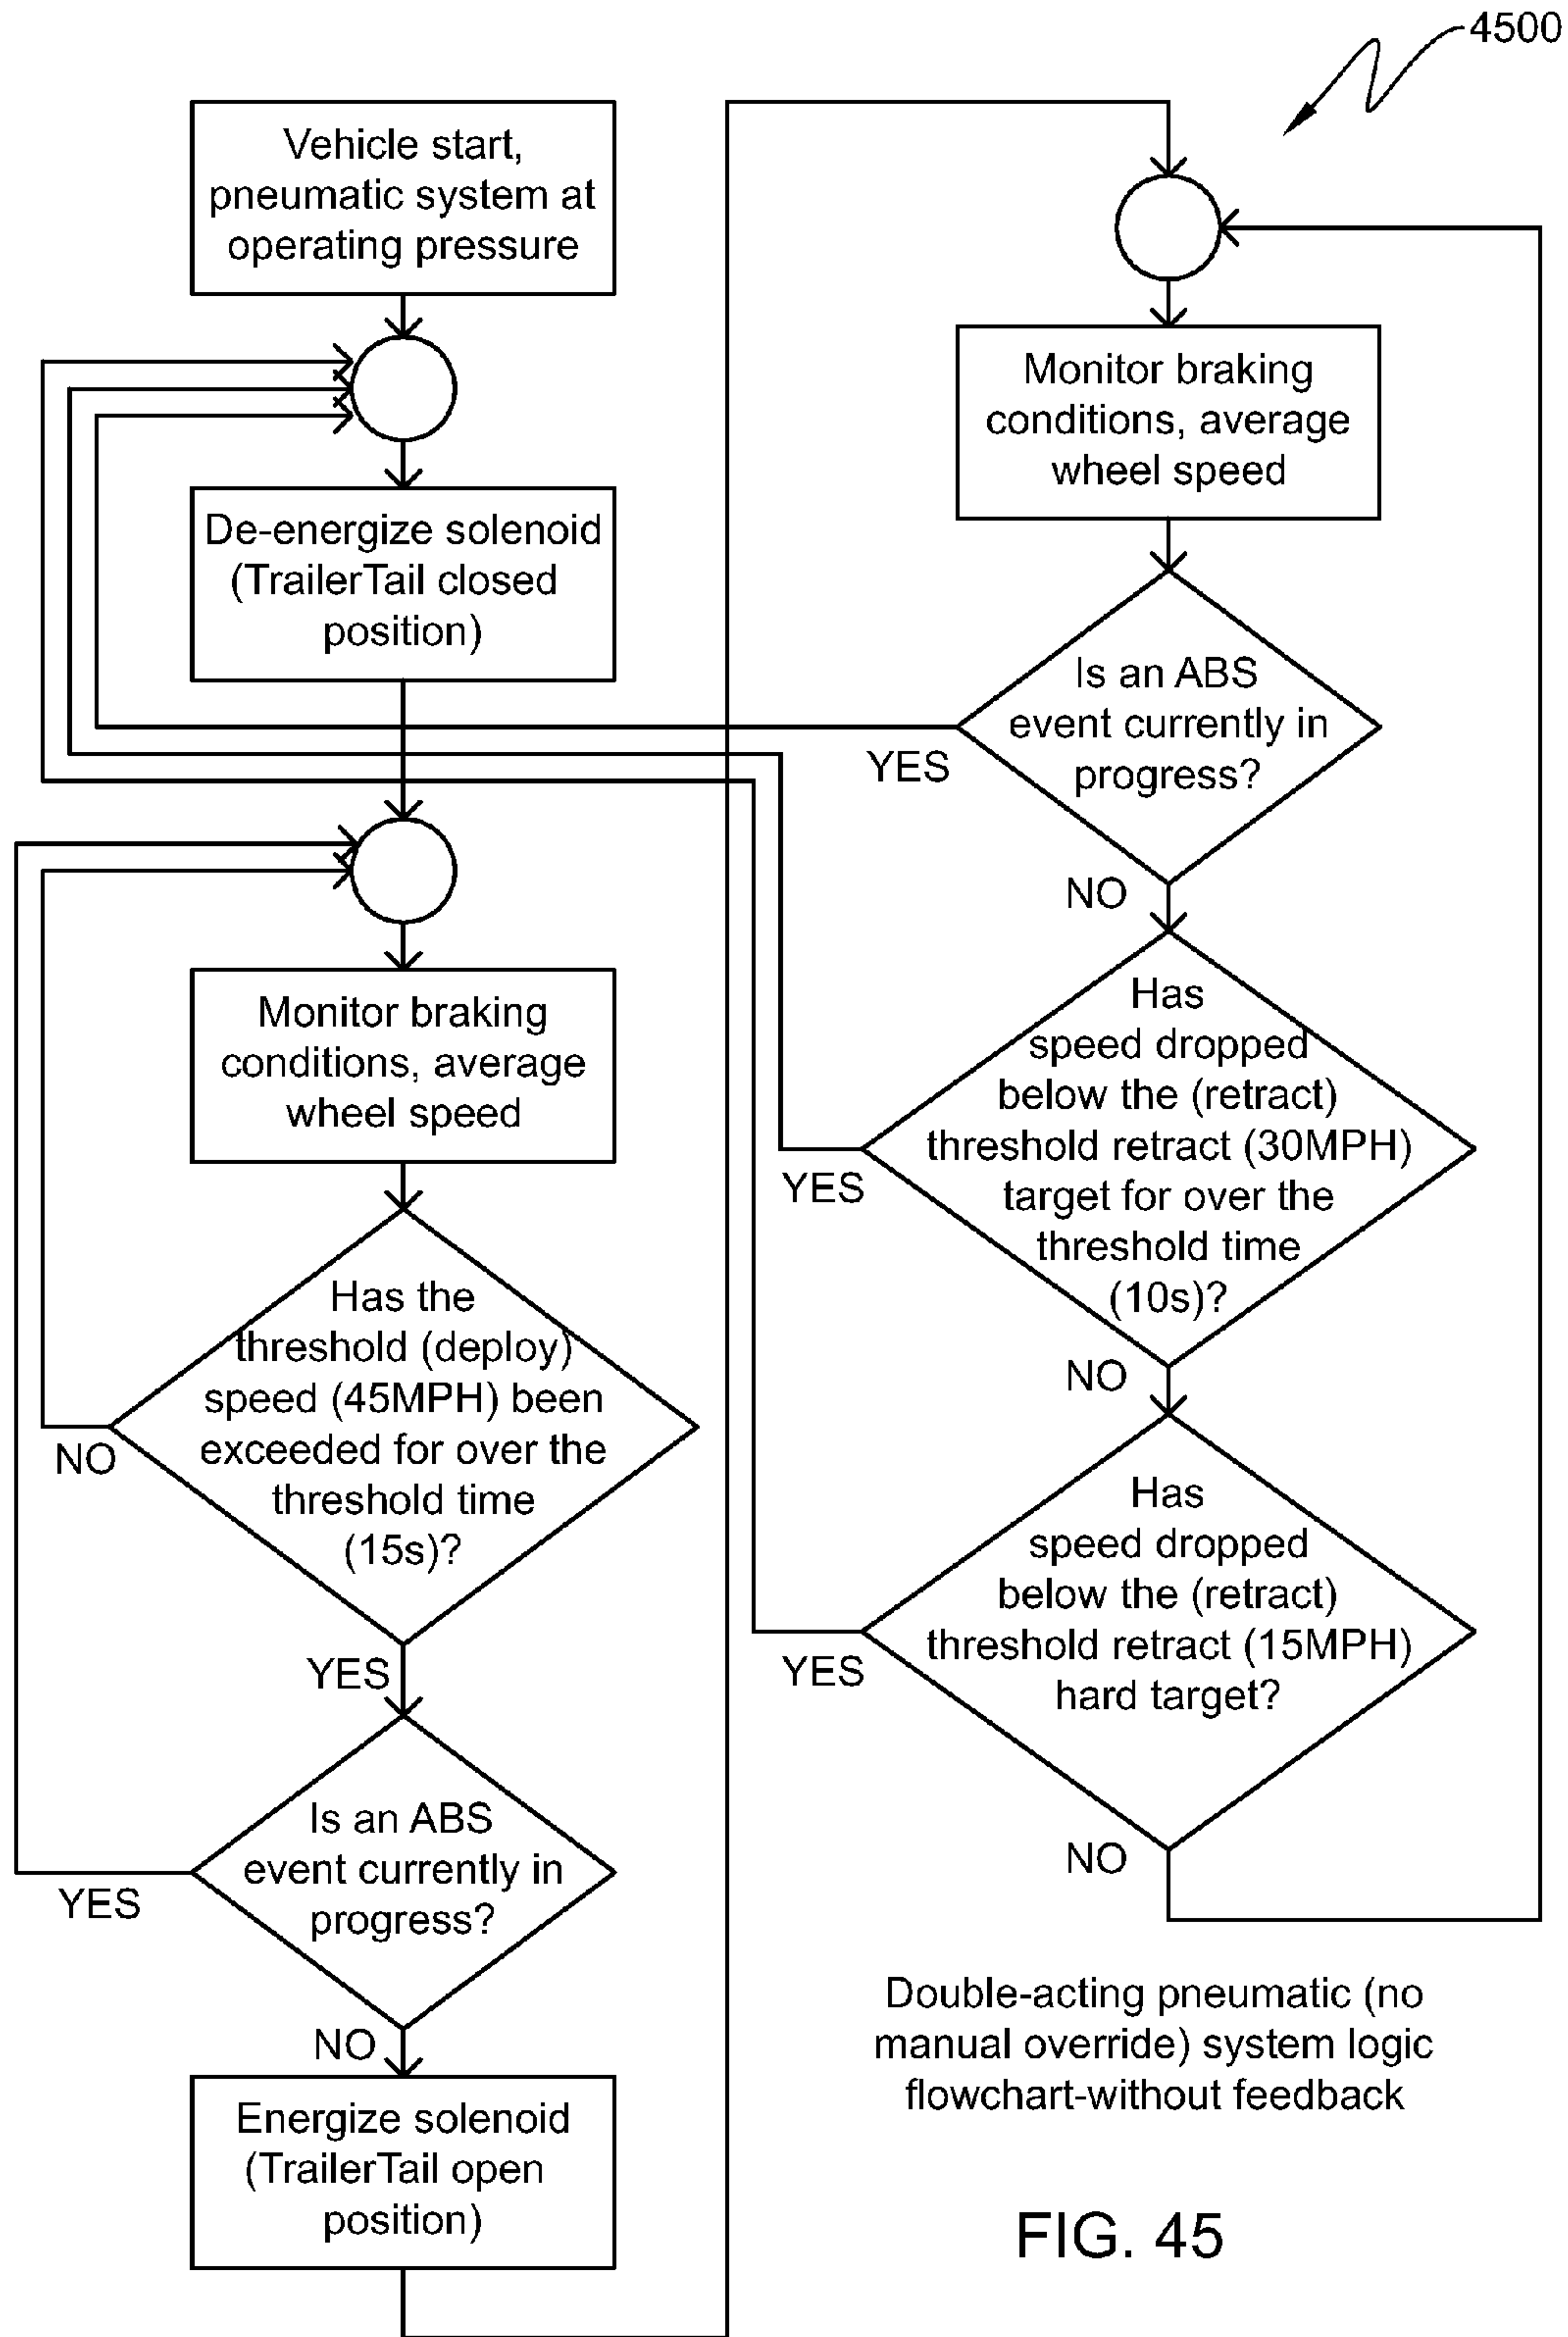 4500
Vehicle start,
pneumatic system at
operating pressure
De-energize solenoid
(TrailerTail closed
position)
Monitor braking
conditions, average
wheel speed
Has the
threshold (deploy)
speed (45MPH) been
exceeded for over the
threshold time
(15s)?
NO
YES
Is an ABS
event currently in
progress?
YES
NO
Energize solenoid
(TrailerTail open
position)
Monitor braking
conditions, average
wheel speed
Is an ABS
event currently in
progress?
YES
NO
Has
speed dropped
below the (retract)
threshold retract (30MPH)
target for over the
threshold time
(10s)?
YES
NO
Has
speed dropped
below the (retract)
threshold retract (15MPH)
hard target?
YES
NO
Double-acting pneumatic (no
manual override) system logic
flowchart-without feedback
FIG. 45